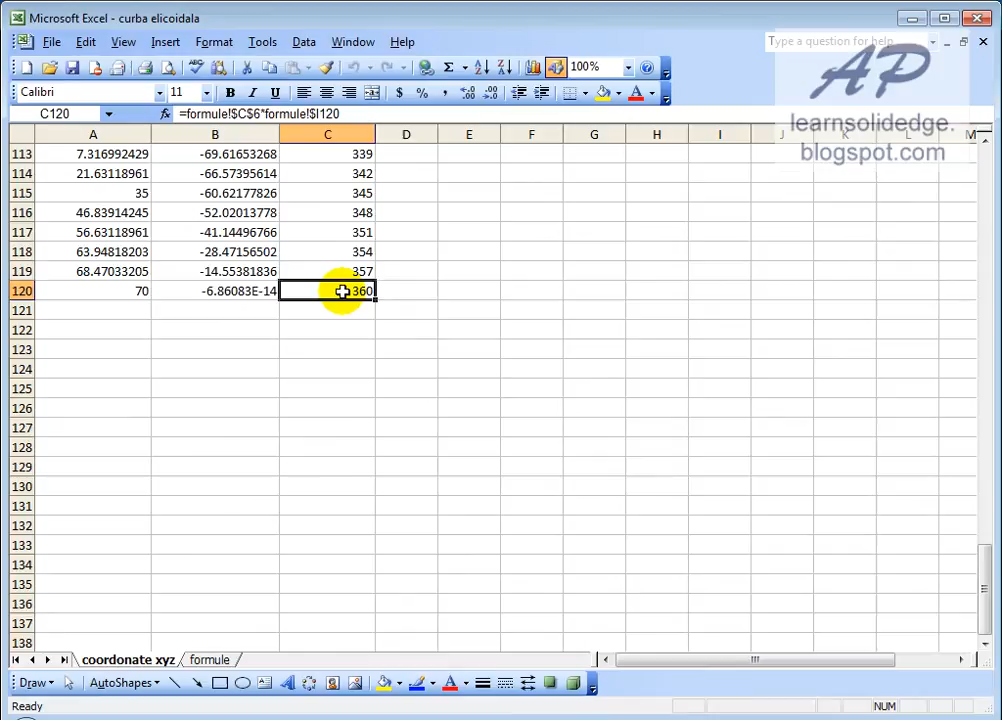 Microsoft Excel - curba elicoidala
File Edit View Insert Format Tools Data Window Help Type a question for help
100%
Calibri 11 B I U $ % , A
C120 fx =formule!$C$6*formule!$I120
AP
learnsolidedge.
blogspot.com
A B C D E F G H I J K L M
113 7.316992429 -69.61653268 339
114 21.63118961 -66.57395614 342
115 35 -60.62177826 345
116 46.83914245 -52.02013778 348
117 56.63118961 -41.14496766 351
118 63.94818203 -28.47156502 354
119 68.47033205 -14.55381836 357
120 70 -6.86083E-14 360
121
122
123
124
125
126
127
128
129
130
131
132
133
134
135
136
137
138
coordonate xyz formule
Draw AutoShapes
Ready NUM